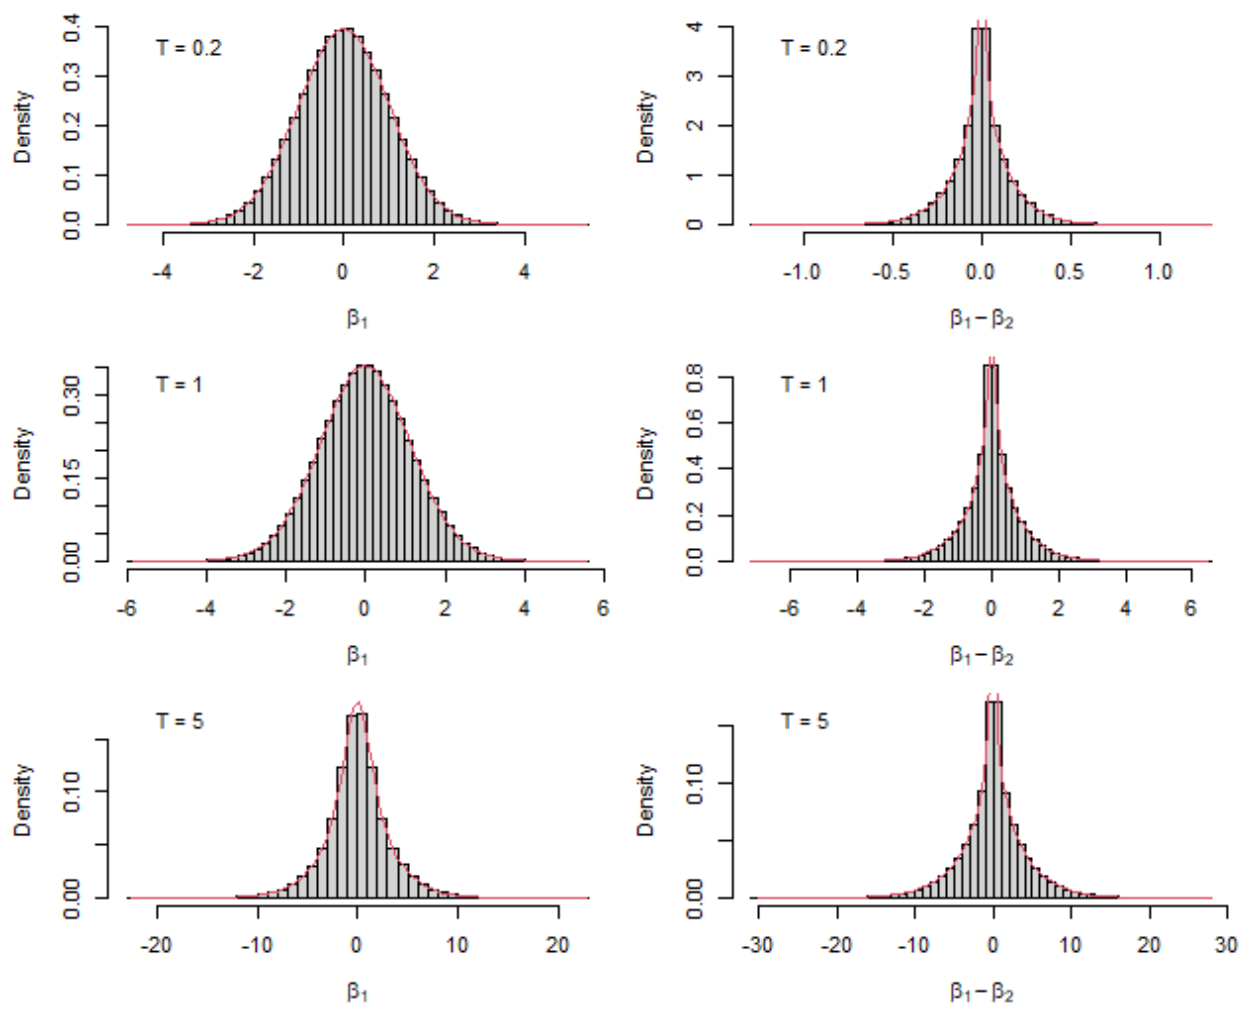 T = 0.2
Density
0.0 0.1 0.2 0.3 0.4
-4 -2 0 2 4
β₁
T = 0.2
Density
0 1 2 3 4
-1.0 -0.5 0.0 0.5 1.0
β₁ − β₂
T = 1
Density
0.00 0.15 0.30
-6 -4 -2 0 2 4 6
β₁
T = 1
Density
0.0 0.2 0.4 0.6 0.8
-6 -4 -2 0 2 4 6
β₁ − β₂
T = 5
Density
0.00 0.10
-20 -10 0 10 20
β₁
T = 5
Density
0.00 0.10
-30 -20 -10 0 10 20 30
β₁ − β₂